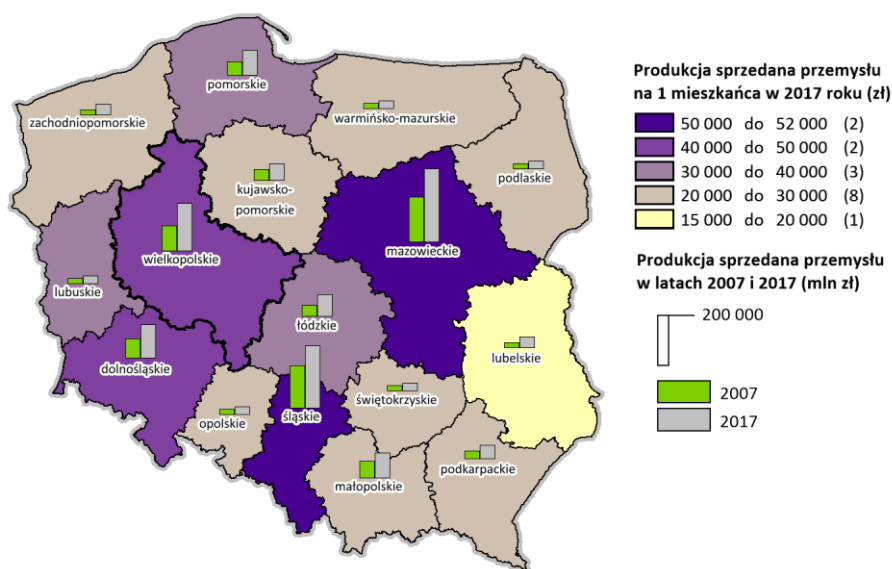 pomorskie
zachodniopomorskie
warmińsko-mazurskie
podlaskie
kujawsko-
pomorskie
mazowieckie
wielkopolskie
lubuskie
łódzkie
lubelskie
dolnośląskie
opolskie
śląskie
świętokrzyskie
małopolskie
podkarpackie
Produkcja sprzedana przemysłu
na 1 mieszkańca w 2017 roku (zł)
50 000 do 52 000 (2)
40 000 do 50 000 (2)
30 000 do 40 000 (3)
20 000 do 30 000 (8)
15 000 do 20 000 (1)
Produkcja sprzedana przemysłu
w latach 2007 i 2017 (mln zł)
200 000
2007
2017